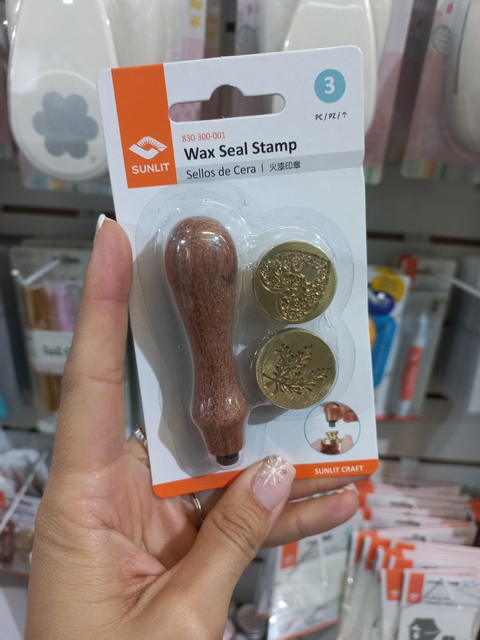 3
PC / PZ / 个
SUNLIT
830-300-001
Wax Seal Stamp
Sellos de Cera | 火漆印章
SUNLIT CRAFT